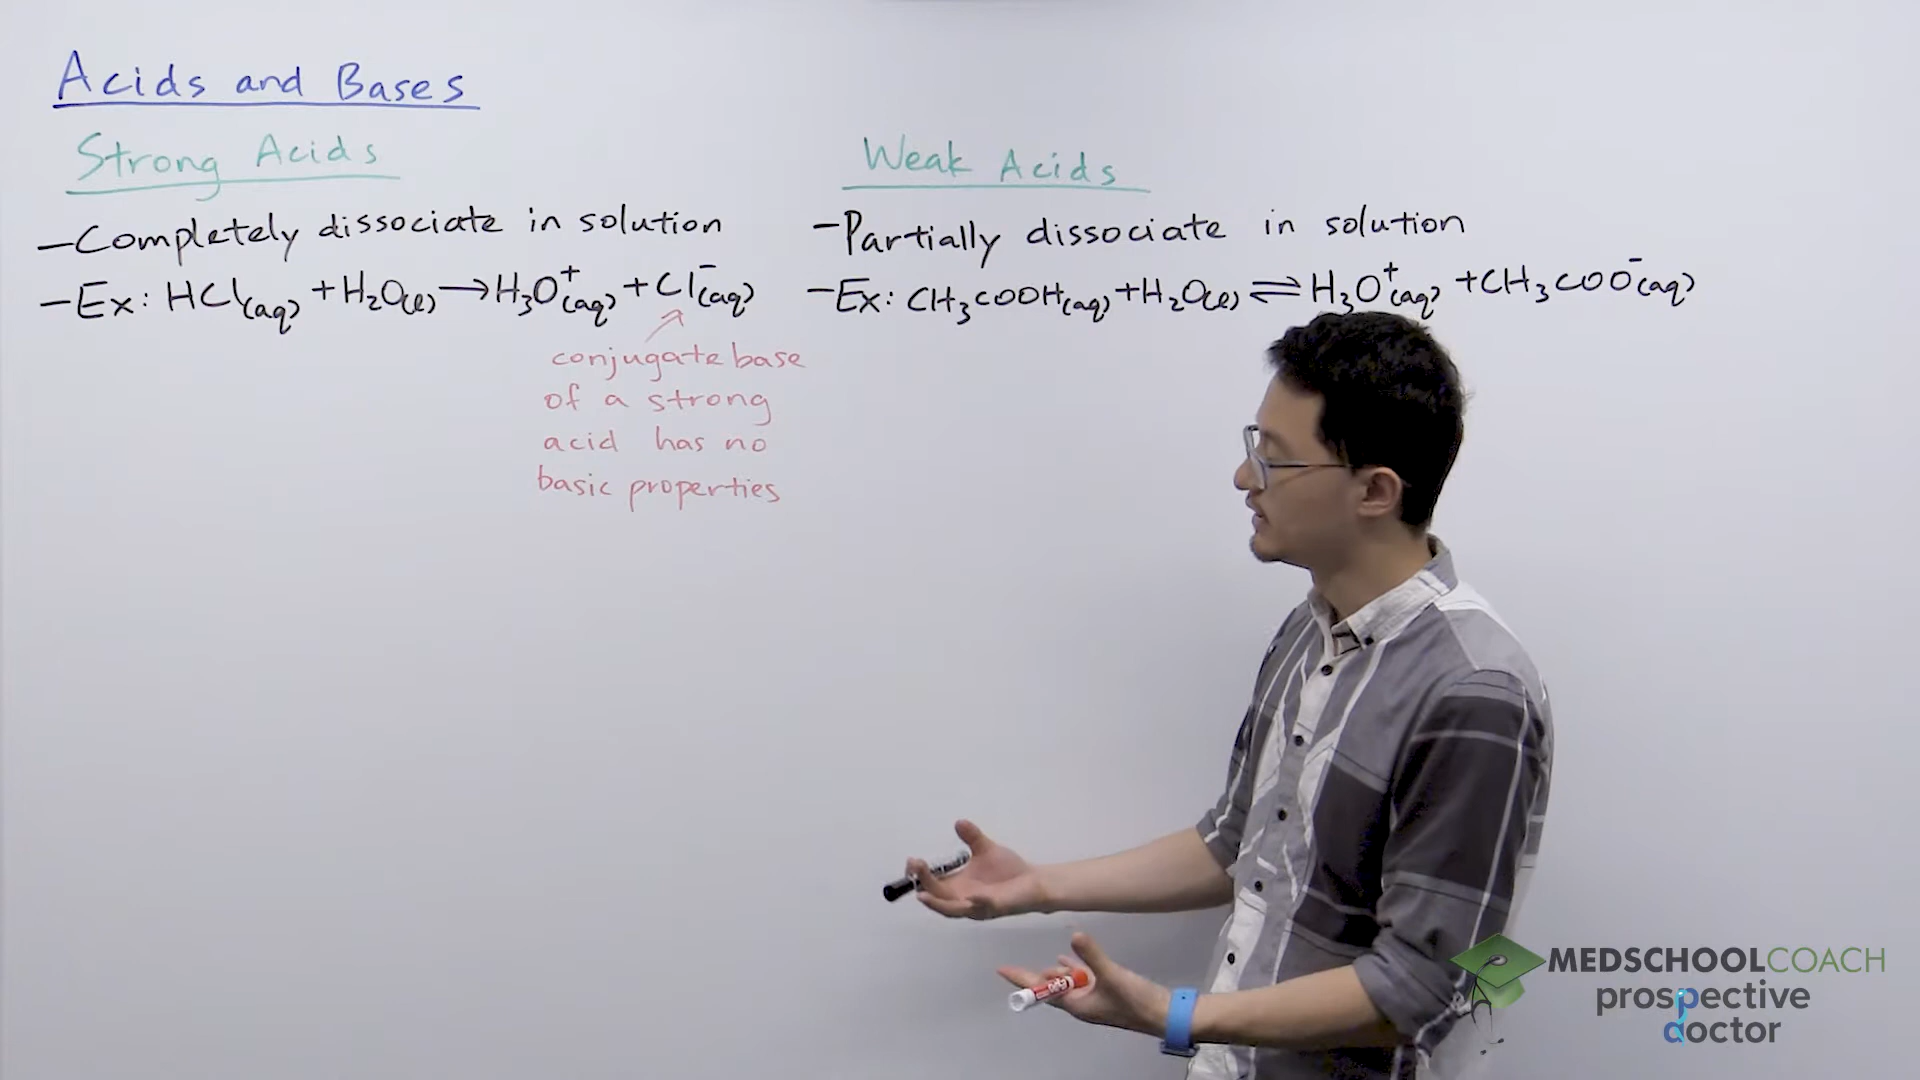 Acids and Bases
Strong Acids
-Completely dissociate in solution
-Ex: HCl(aq) + H₂O(l) → H₃O⁺(aq) + Cl⁻(aq)
conjugate base
of a strong
acid has no
basic properties
Weak Acids
-Partially dissociate in solution
-Ex: CH₃COOH(aq) + H₂O(l) ⇌ H₃O⁺(aq) + CH₃COO⁻(aq)
EXPO
MEDSCHOOLCOACH
prospective
doctor